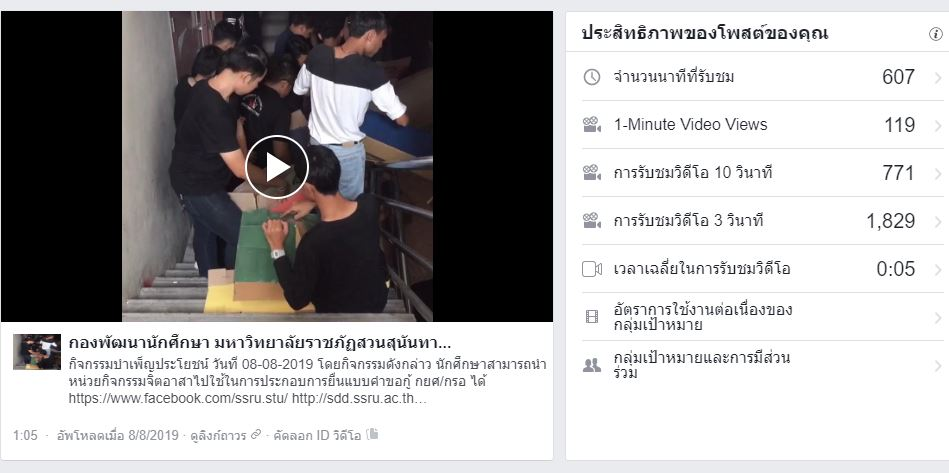 กองพัฒนานักศึกษา มหาวิทยาลัยราชภัฏสวนสุนันทา...
กิจกรรมบำเพ็ญประโยชน์ วันที่ 08-08-2019 โดยกิจกรรมดังกล่าว นักศึกษาสามารถนำ
หน่วยกิจกรรมจิตอาสาไปใช้ในการประกอบการยื่นแบบคำขอกู้ กยศ/กรอ ได้
https://www.facebook.com/ssru.stu/ http://sdd.ssru.ac.th...
1:05 · อัพโหลดเมื่อ 8/8/2019 · ดูลิงก์ถาวร · คัดลอก ID วิดีโอ
ประสิทธิภาพของโพสต์ของคุณ
จำนวนนาทีที่รับชม 607
1-Minute Video Views 119
การรับชมวิดีโอ 10 วินาที 771
การรับชมวิดีโอ 3 วินาที 1,829
เวลาเฉลี่ยในการรับชมวิดีโอ 0:05
อัตราการใช้งานต่อเนื่องของ
กลุ่มเป้าหมาย
กลุ่มเป้าหมายและการมีส่วน
ร่วม